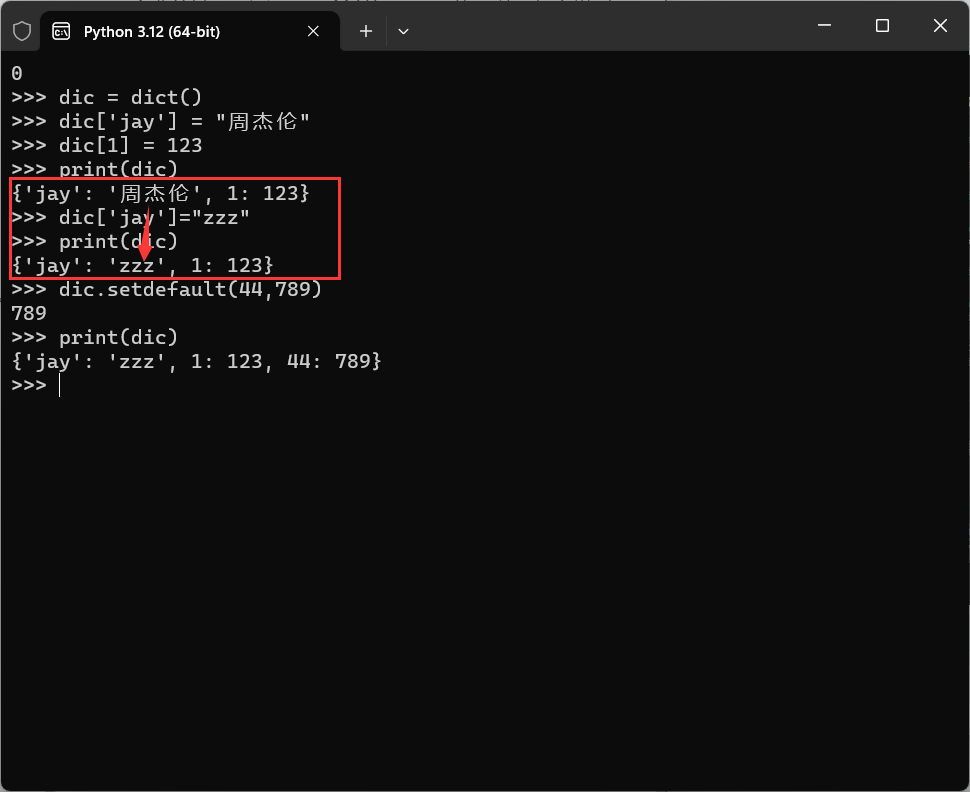 Python 3.12 (64-bit)
0
>>> dic = dict()
>>> dic['jay'] = "周杰伦"
>>> dic[1] = 123
>>> print(dic)
{'jay': '周杰伦', 1: 123}
>>> dic['jay']="zzz"
>>> print(dic)
{'jay': 'zzz', 1: 123}
>>> dic.setdefault(44,789)
789
>>> print(dic)
{'jay': 'zzz', 1: 123, 44: 789}
>>>